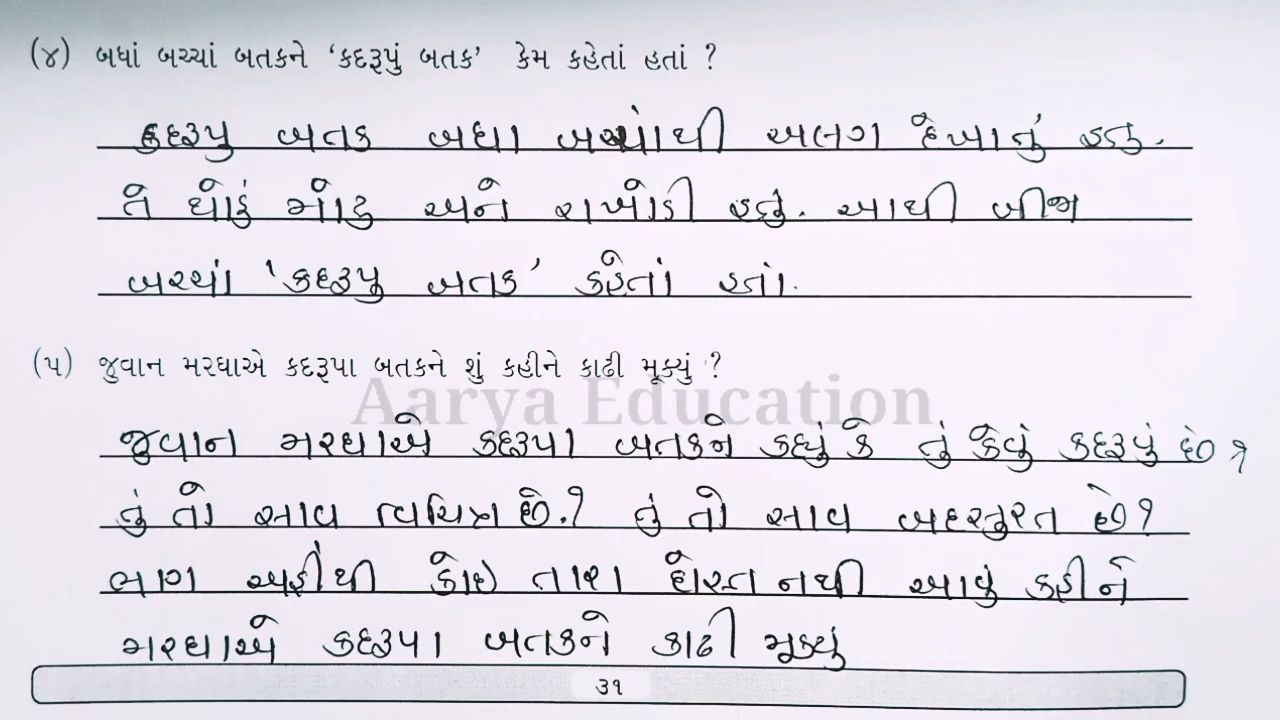 (૪) બધાં બચ્ચાં બતકને ‘કદરૂપું બતક’ કેમ કહેતાં હતાં ?
કદરૂપુ બતક બધા બચ્ચાંથી અલગ દેખાતું હતું.
તે થોડું મોટુ અને રાખોડી હતું. આથી બીજા
બચ્ચાં ‘કદરૂપુ બતક’ કહેતાં હતાં.
(૫) જુવાન મરઘાએ કદરૂપા બતકને શું કહીને કાઢી મૂક્યું ?
Aarya Education
જુવાન મરઘાએ કદરૂપા બતકને કહ્યું કે તું કેવું કદરૂપું છે ?
તું તો સાવ વિચિત્ર છે.? તું તો સાવ બદસૂરત છે?
ભાગ અહીંથી કોઇ તારા દોસ્ત નથી આવું કહીને
મરઘાએ કદરૂપા બતકને કાઢી મૂક્યું
૩૧